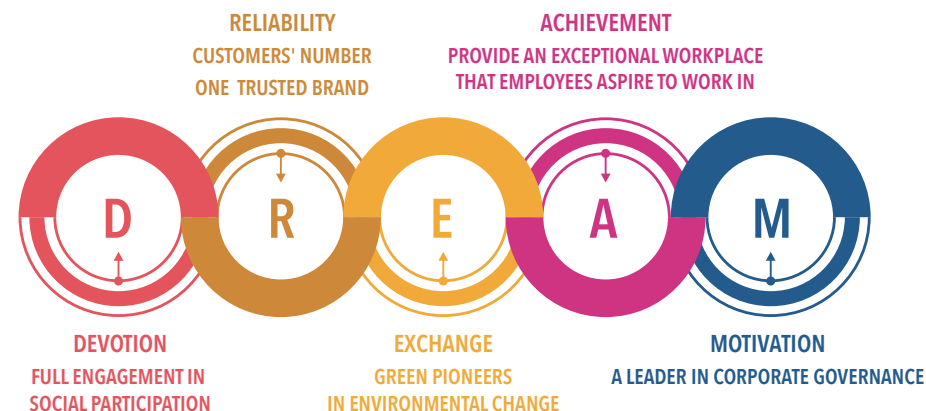 RELIABILITY
CUSTOMERS' NUMBER
ONE TRUSTED BRAND
ACHIEVEMENT
PROVIDE AN EXCEPTIONAL WORKPLACE
THAT EMPLOYEES ASPIRE TO WORK IN
D
R
E
A
M
DEVOTION
FULL ENGAGEMENT IN
SOCIAL PARTICIPATION
EXCHANGE
GREEN PIONEERS
IN ENVIRONMENTAL CHANGE
MOTIVATION
A LEADER IN CORPORATE GOVERNANCE